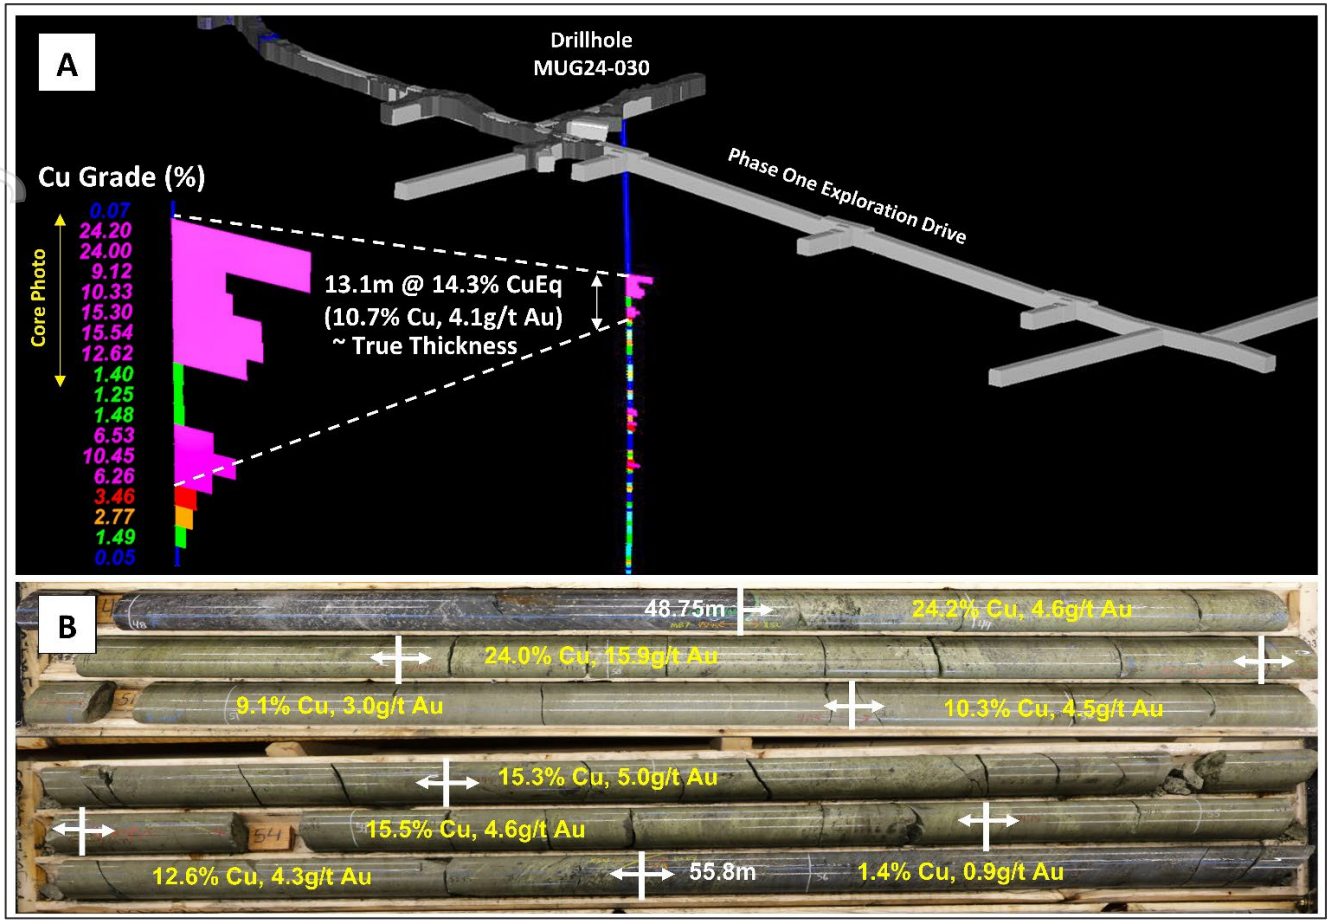 A
Drillhole
MUG24-030
Phase One Exploration Drive
Cu Grade (%)
Core Photo
0.07
24.20
24.00
9.12
10.33
15.30
15.54
12.62
1.40
1.25
1.48
6.53
10.45
6.26
3.46
2.77
1.49
0.05
13.1m @ 14.3% CuEq
(10.7% Cu, 4.1g/t Au)
~ True Thickness
B
48.75m
24.2% Cu, 4.6g/t Au
24.0% Cu, 15.9g/t Au
9.1% Cu, 3.0g/t Au
10.3% Cu, 4.5g/t Au
15.3% Cu, 5.0g/t Au
54
15.5% Cu, 4.6g/t Au
12.6% Cu, 4.3g/t Au
55.8m
1.4% Cu, 0.9g/t Au